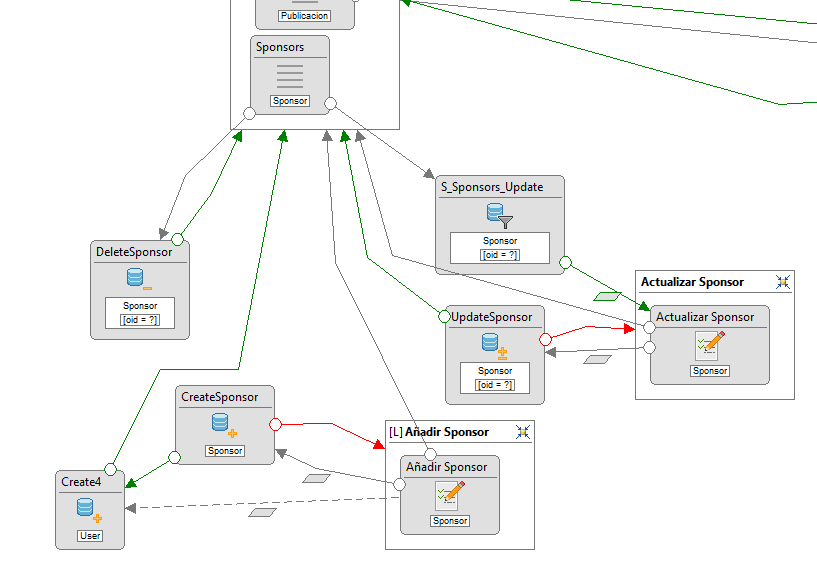 Publicacion
Sponsors
Sponsor
S_Sponsors_Update
Sponsor
[oid = ?]
DeleteSponsor
Sponsor
[oid = ?]
Actualizar Sponsor
Actualizar Sponsor
Sponsor
UpdateSponsor
Sponsor
[oid = ?]
CreateSponsor
Sponsor
[L] Añadir Sponsor
Añadir Sponsor
Sponsor
Create4
User